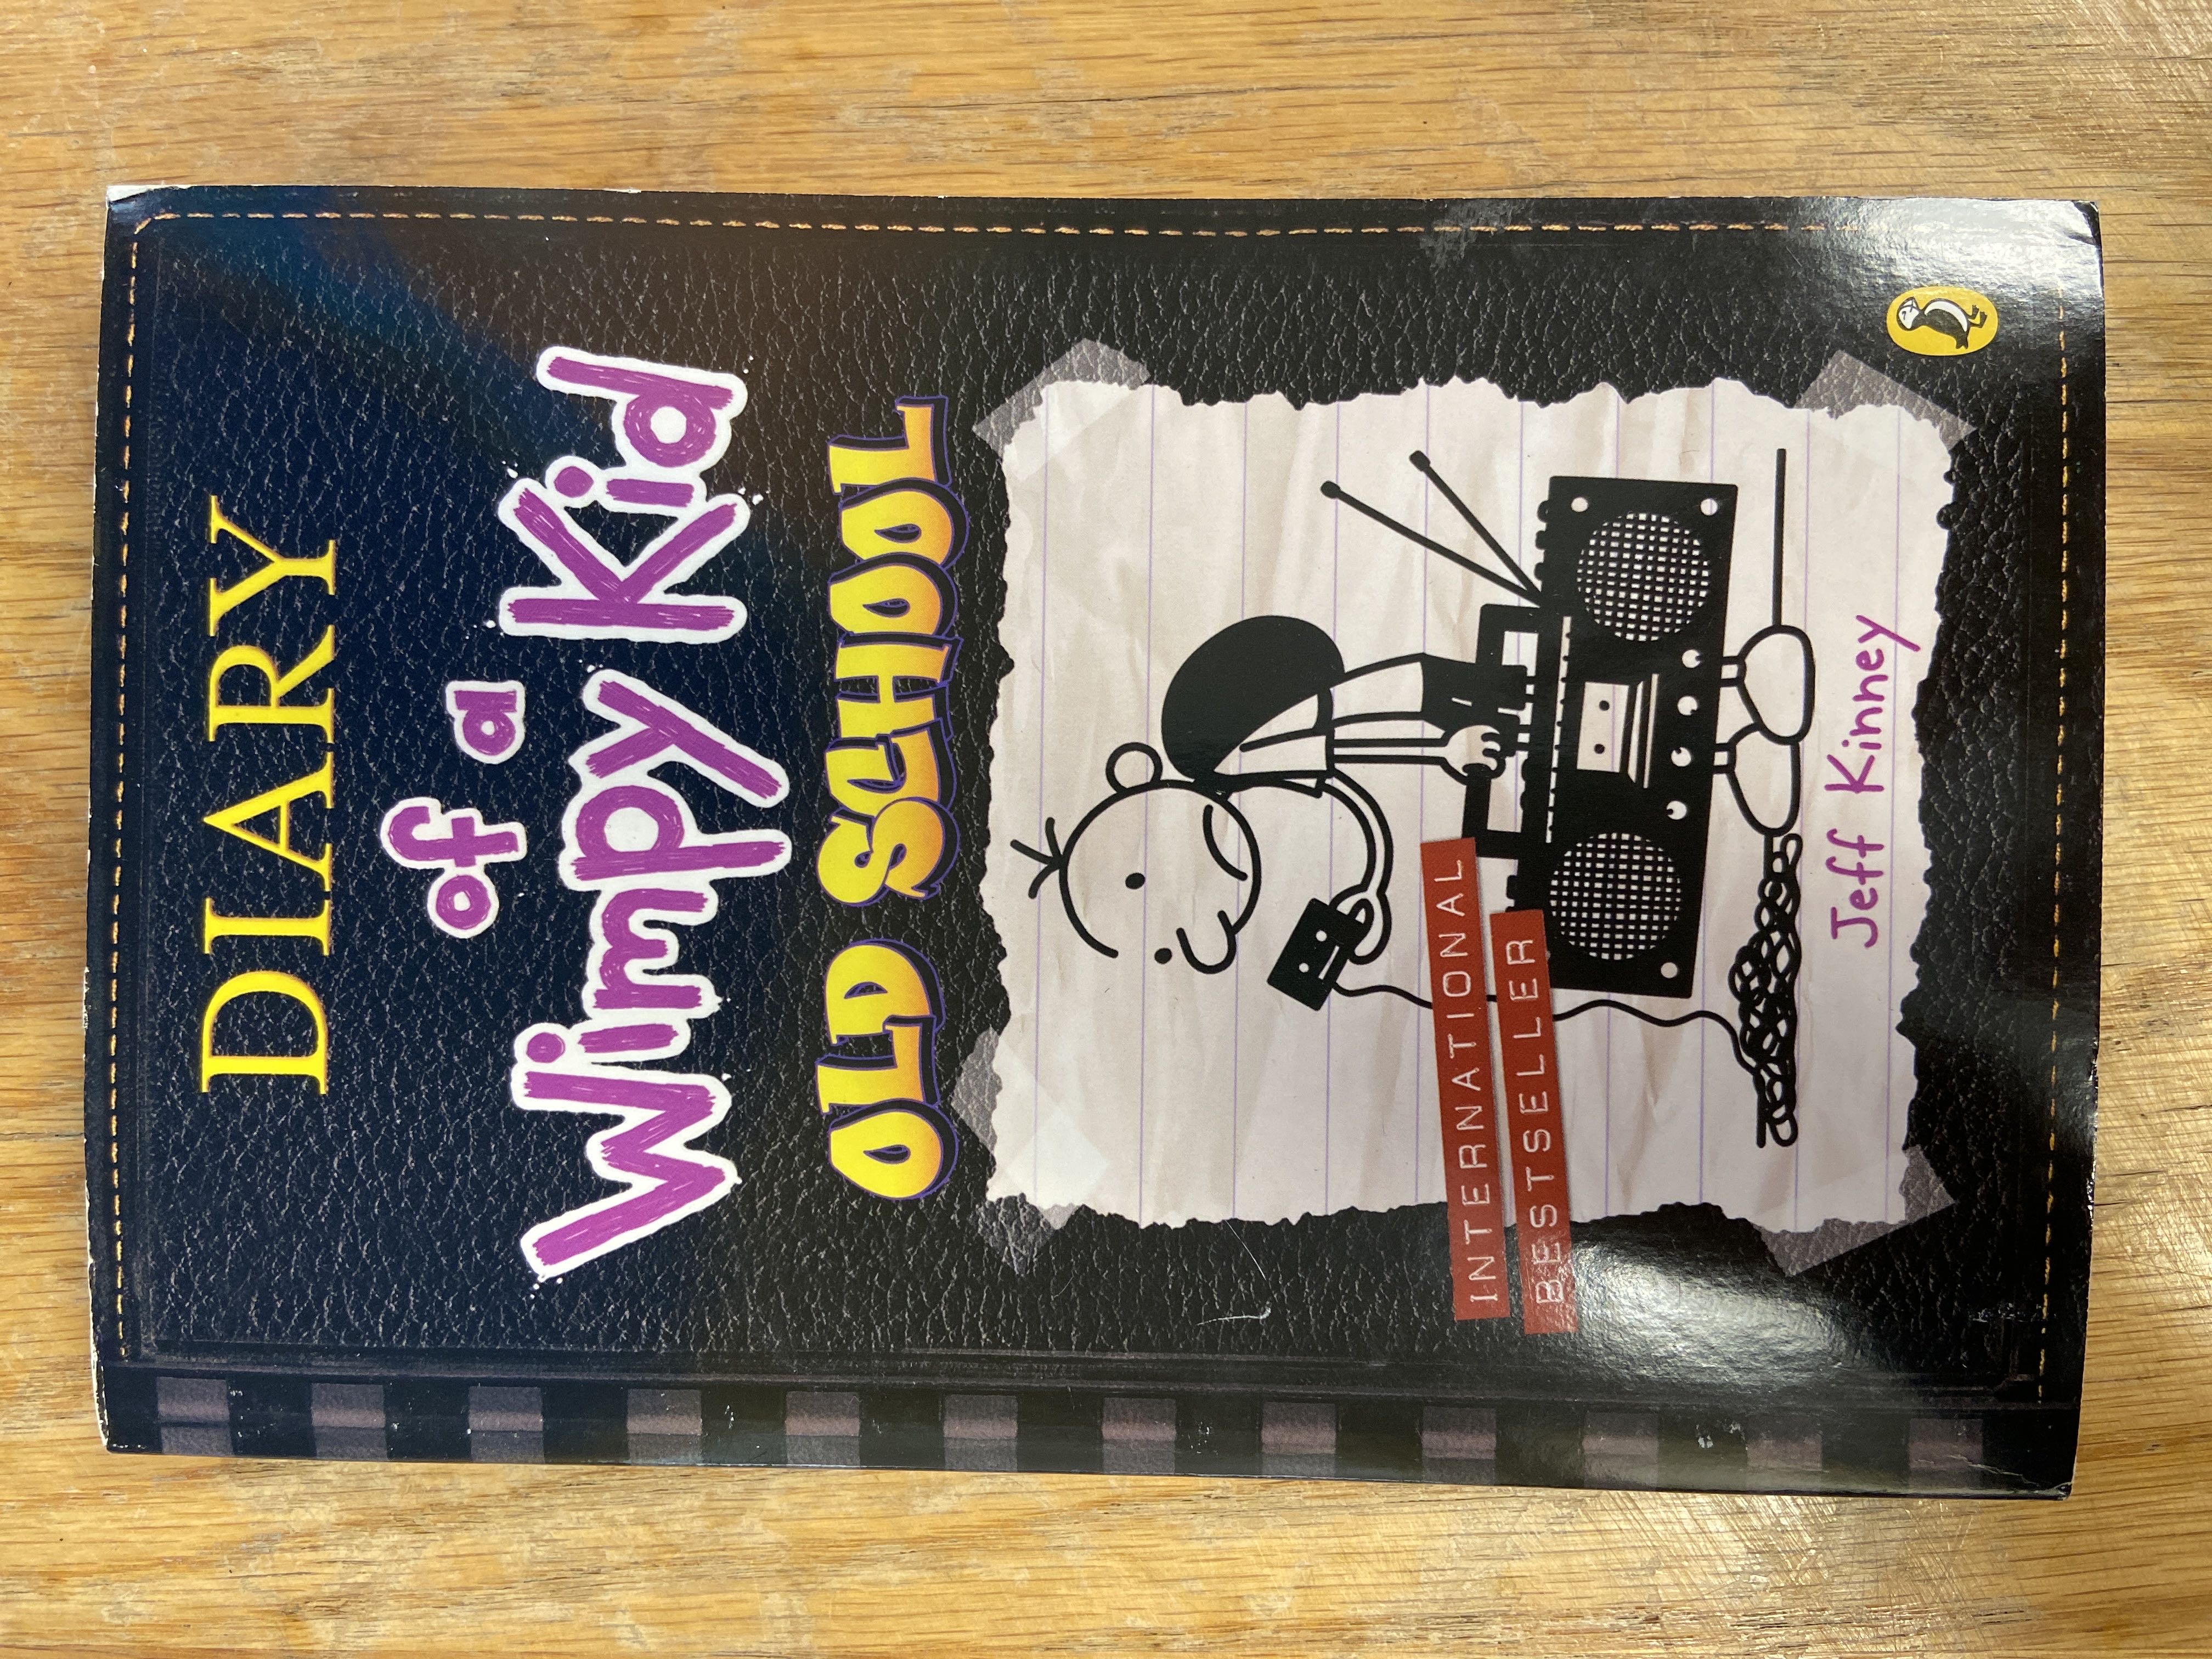 DIARY
of a
Wimpy Kid
OLD SCHOOL
INTERNATIONAL
BESTSELLER
Jeff Kinney